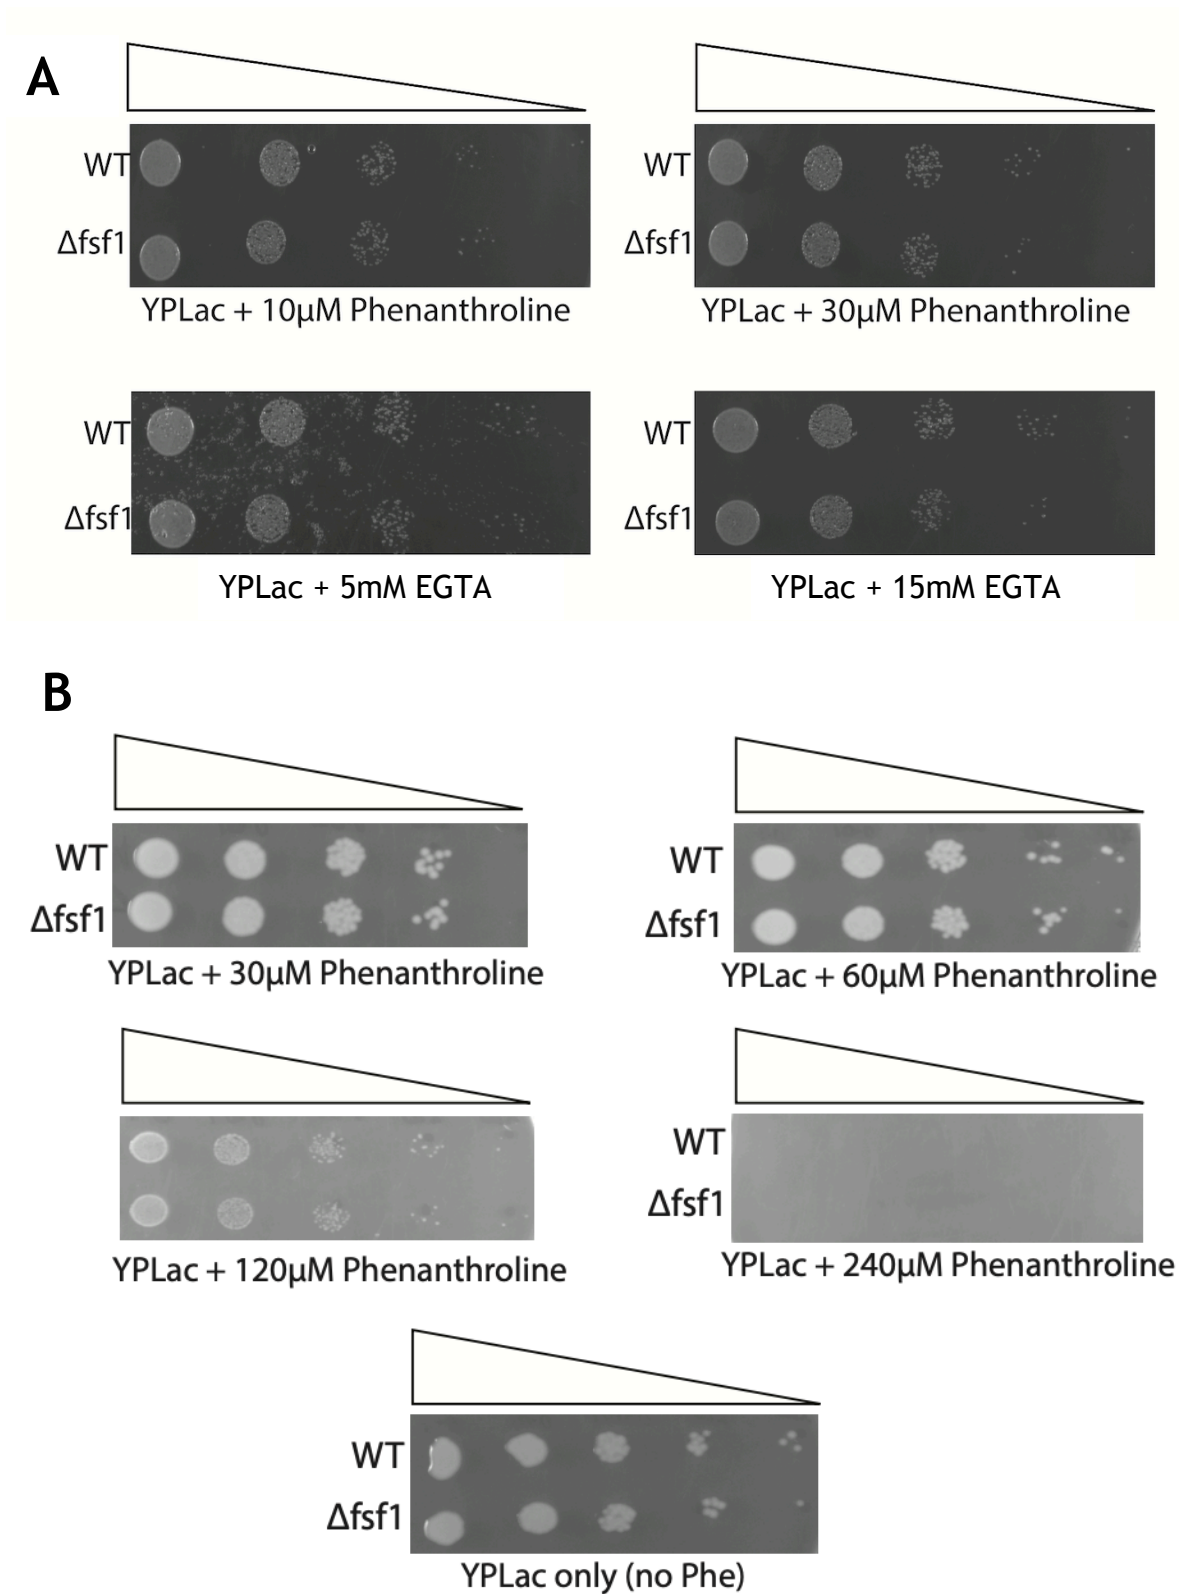 A
WT
Δfsf1
YPLac + 10µM Phenanthroline
WT
Δfsf1
YPLac + 30µM Phenanthroline
WT
Δfsf1
YPLac + 5mM EGTA
WT
Δfsf1
YPLac + 15mM EGTA
B
WT
Δfsf1
YPLac + 30µM Phenanthroline
WT
Δfsf1
YPLac + 60µM Phenanthroline
YPLac + 120µM Phenanthroline
WT
Δfsf1
YPLac + 240µM Phenanthroline
WT
Δfsf1
YPLac only (no Phe)